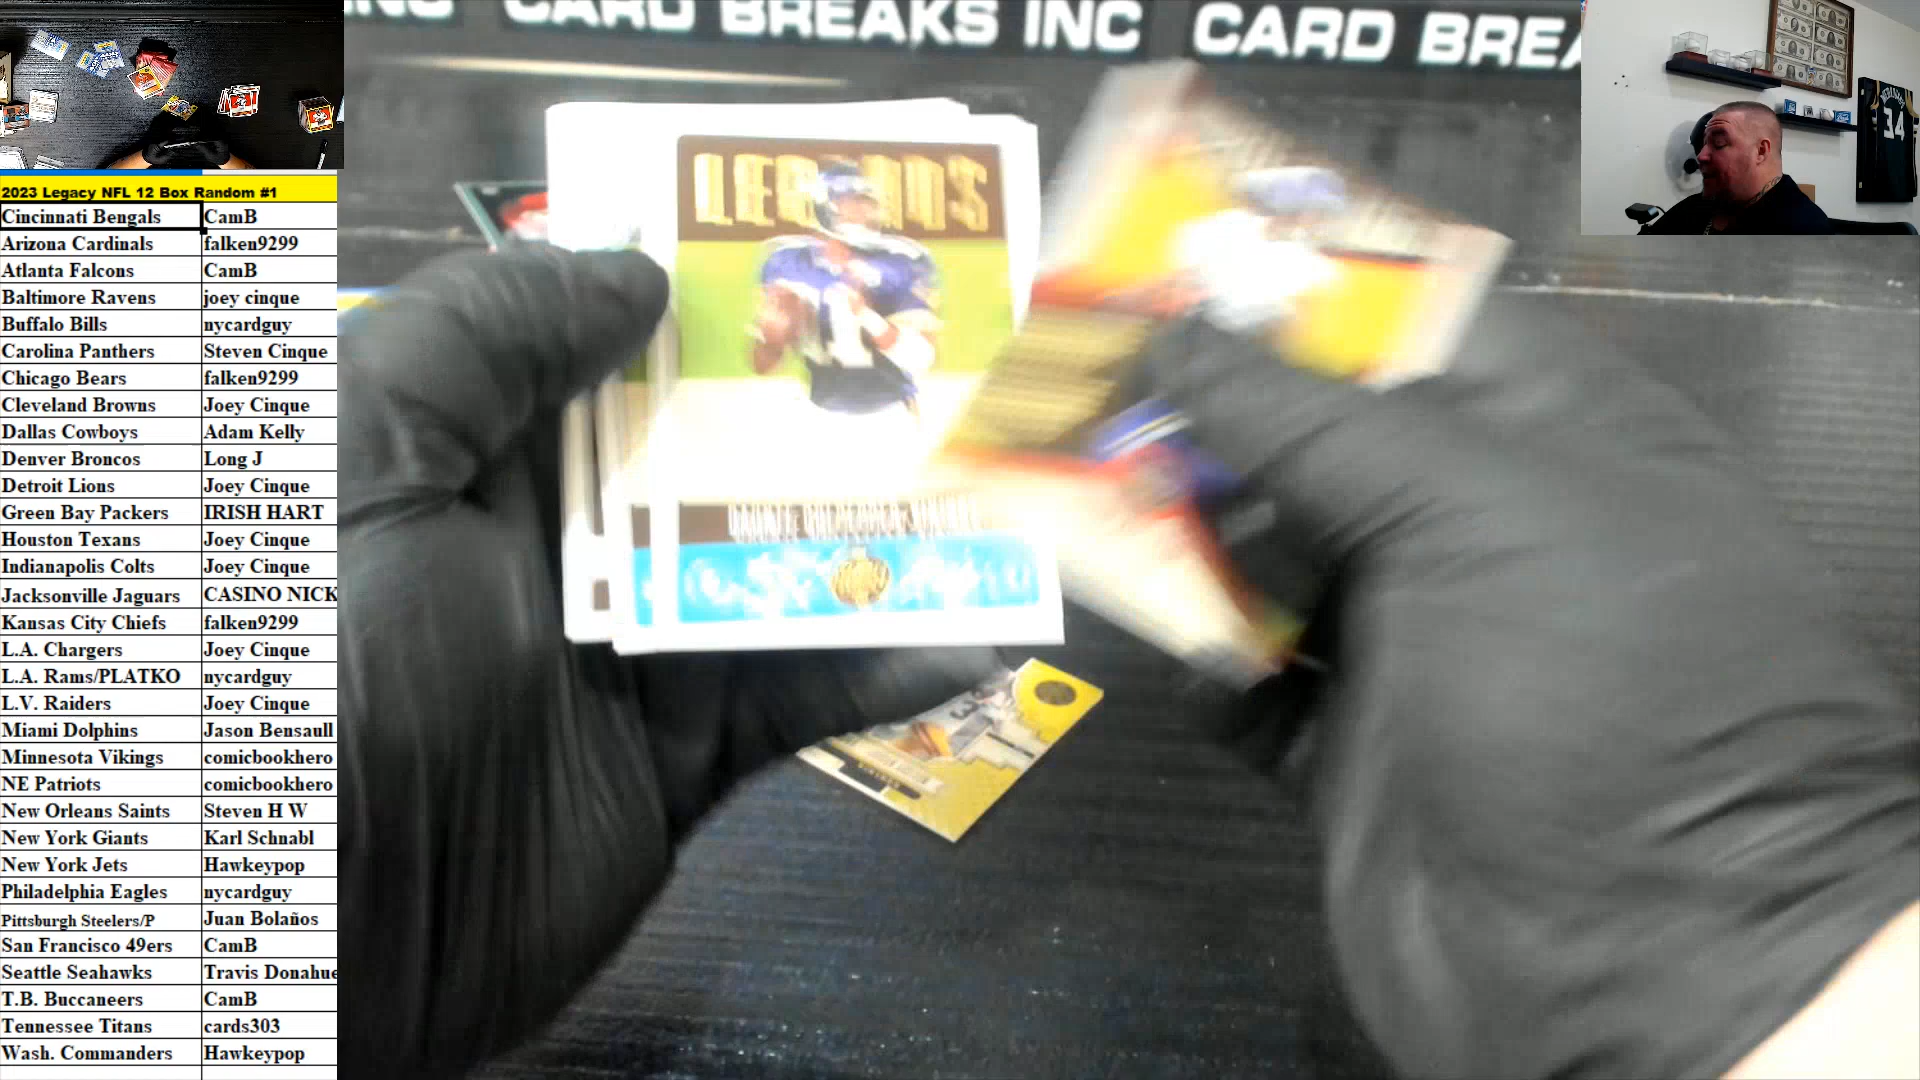 CARD BREAKS INC CARD BREA
34
2023 Legacy NFL 12 Box Random #1
Cincinnati Bengals CamB
Arizona Cardinals falken9299
Atlanta Falcons CamB
Baltimore Ravens joey cinque
Buffalo Bills nycardguy
Carolina Panthers Steven Cinque
Chicago Bears falken9299
Cleveland Browns Joey Cinque
Dallas Cowboys Adam Kelly
Denver Broncos Long J
Detroit Lions Joey Cinque
Green Bay Packers IRISH HART
Houston Texans Joey Cinque
Indianapolis Colts Joey Cinque
Jacksonville Jaguars CASINO NICK
Kansas City Chiefs falken9299
L.A. Chargers Joey Cinque
L.A. Rams/PLATKO nycardguy
L.V. Raiders Joey Cinque
Miami Dolphins Jason Bensaull
Minnesota Vikings comicbookhero
NE Patriots comicbookhero
New Orleans Saints Steven H W
New York Giants Karl Schnabl
New York Jets Hawkeypop
Philadelphia Eagles nycardguy
Pittsburgh Steelers/P Juan Bolaños
San Francisco 49ers CamB
Seattle Seahawks Travis Donahue
T.B. Buccaneers CamB
Tennessee Titans cards303
Wash. Commanders Hawkeypop
LEGENDS